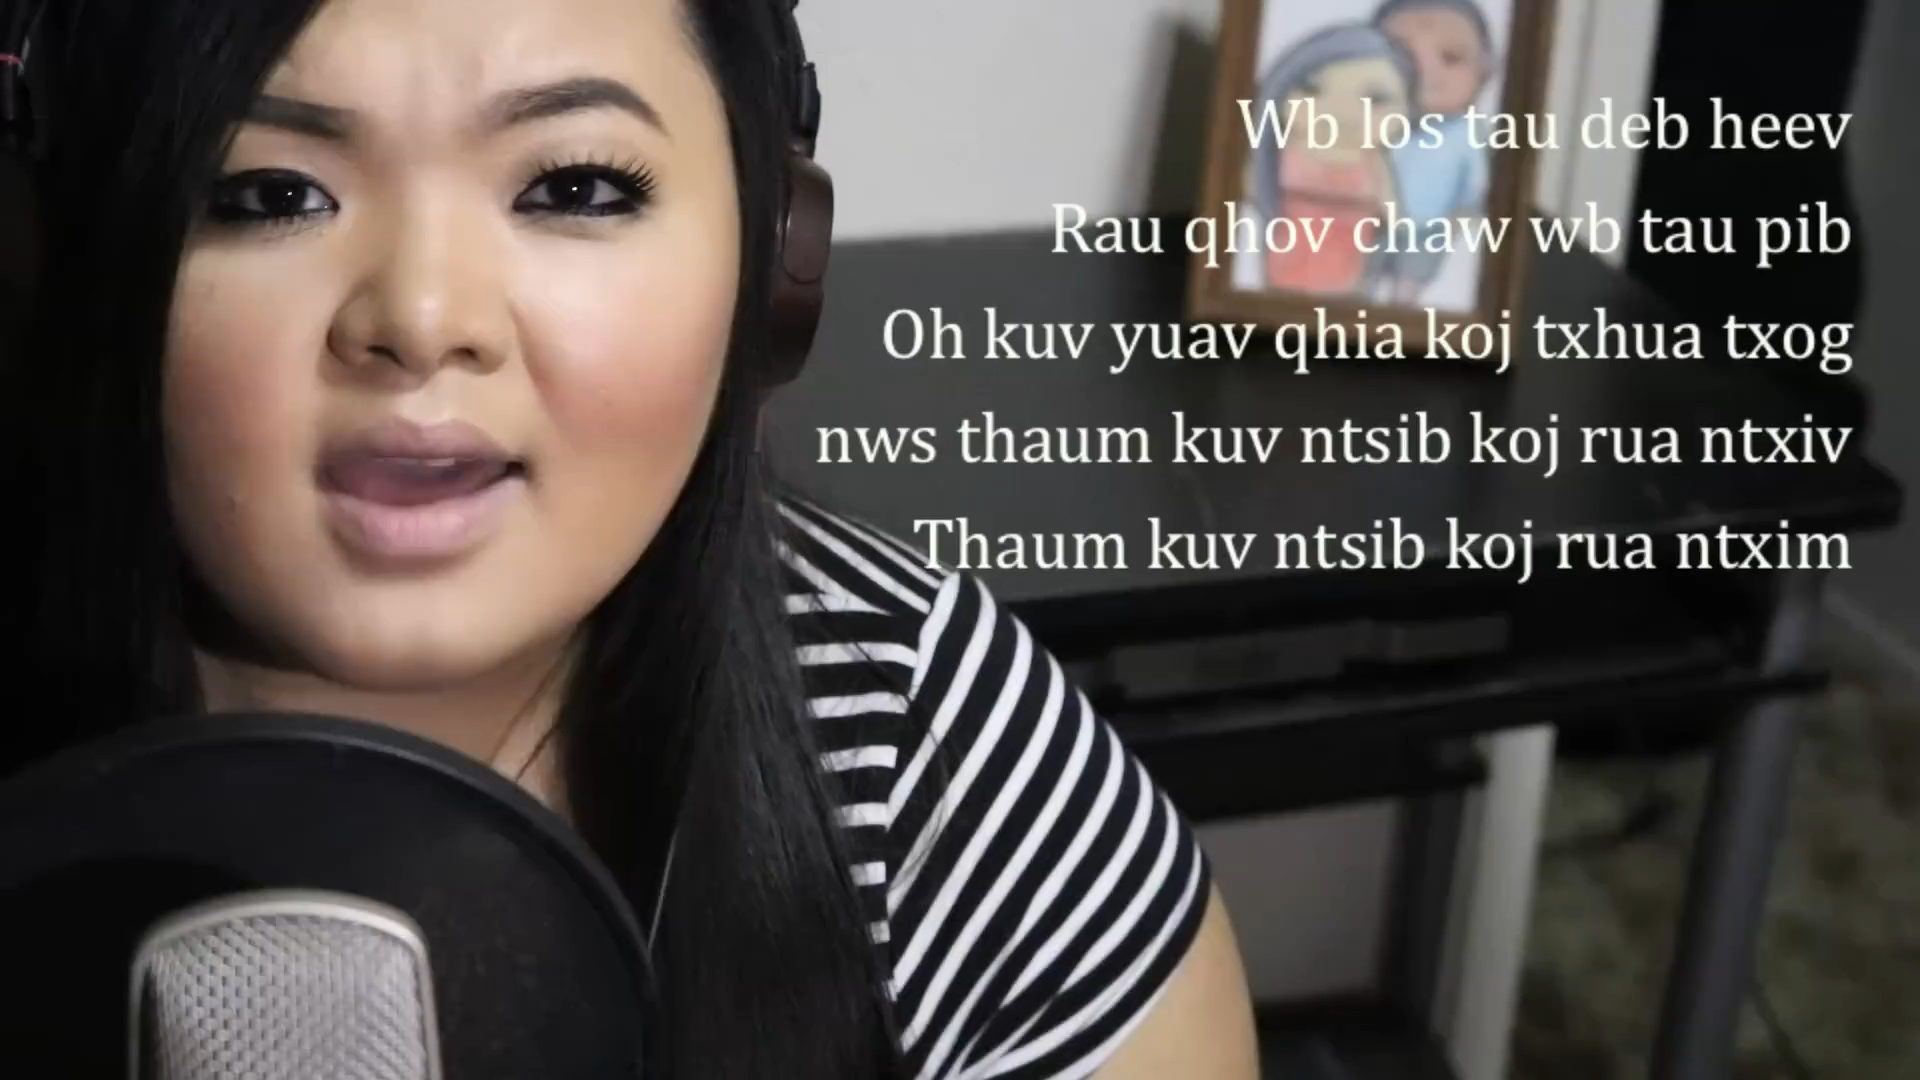 Wb los tau deb heev
Rau qhov chaw wb tau pib
Oh kuv yuav qhia koj txhua txog
nws thaum kuv ntsib koj rua ntxiv
Thaum kuv ntsib koj rua ntxim